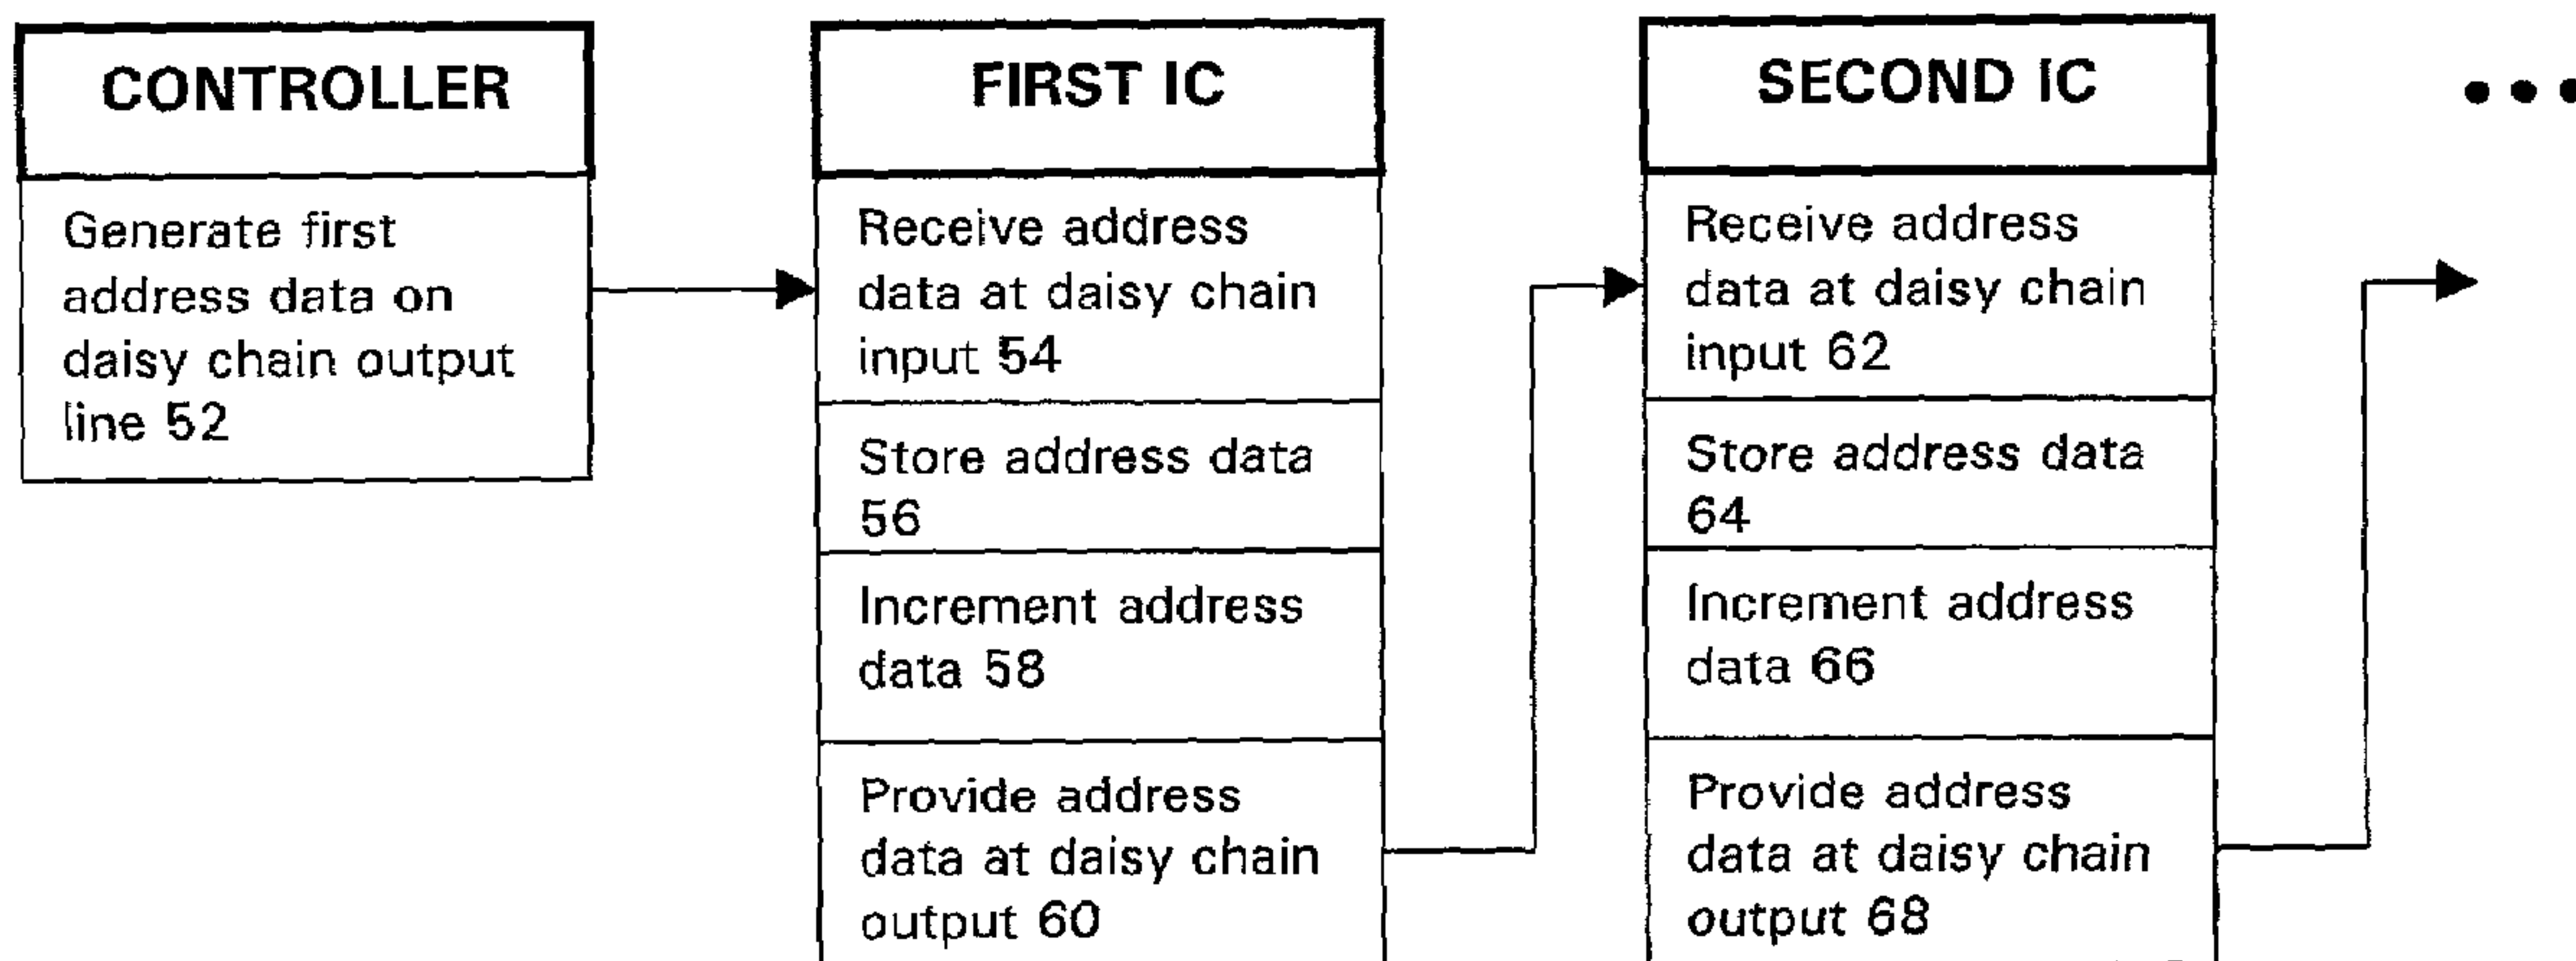 CONTROLLER
Generate first
address data on
daisy chain output
line 52
FIRST IC
Receive address
data at daisy chain
input 54
Store address data
56
Increment address
data 58
Provide address
data at daisy chain
output 60
SECOND IC
Receive address
data at daisy chain
input 62
Store address data
64
Increment address
data 66
Provide address
data at daisy chain
output 68
•••